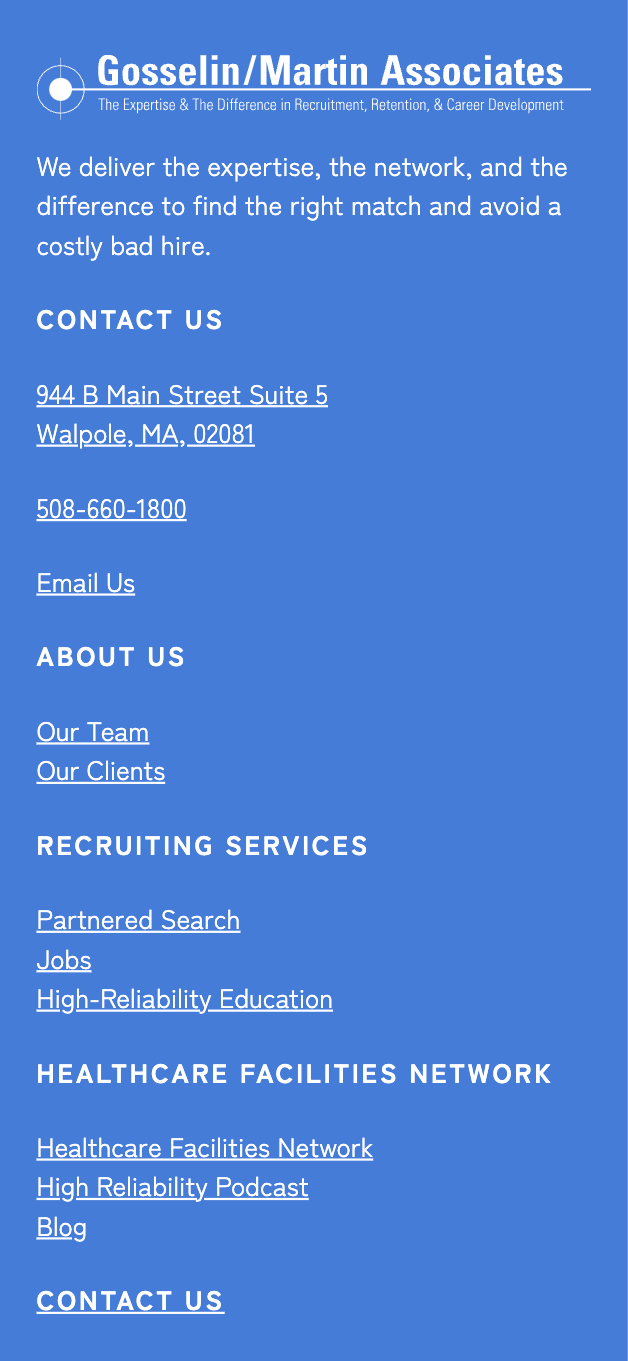 Gosselin/Martin Associates
The Expertise & The Difference in Recruitment, Retention, & Career Development
We deliver the expertise, the network, and the
difference to find the right match and avoid a
costly bad hire.
CONTACT US
944 B Main Street Suite 5
Walpole, MA, 02081
508-660-1800
Email Us
ABOUT US
Our Team
Our Clients
RECRUITING SERVICES
Partnered Search
Jobs
High-Reliability Education
HEALTHCARE FACILITIES NETWORK
Healthcare Facilities Network
High Reliability Podcast
Blog
CONTACT US